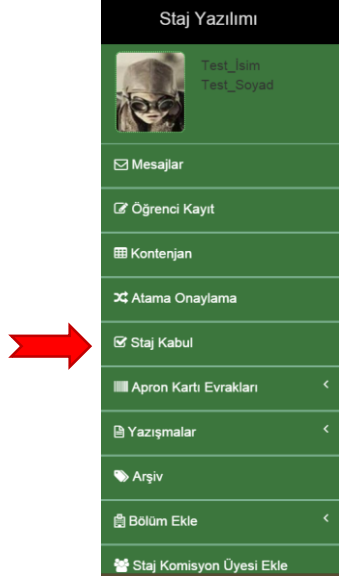 Staj Yazılımı
Test_İsim
Test_Soyad
Mesajlar
Öğrenci Kayıt
Kontenjan
Atama Onaylama
Staj Kabul
Apron Kartı Evrakları
Yazışmalar
Arşiv
Bölüm Ekle
Staj Komisyon Üyesi Ekle